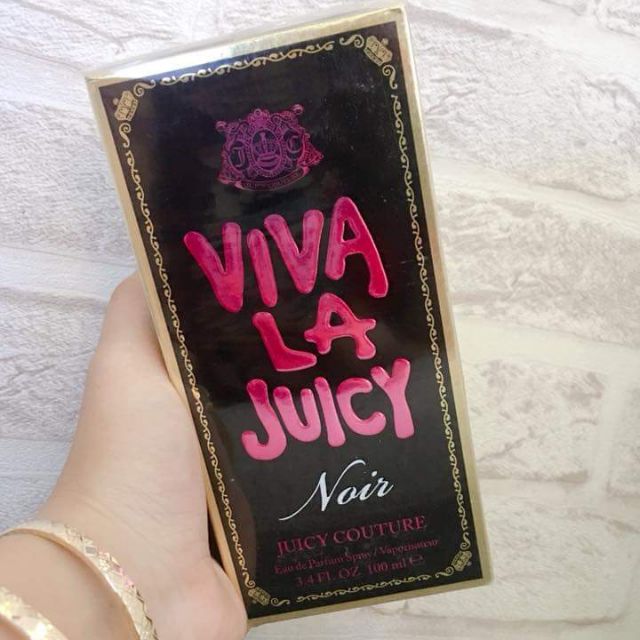 J C
VIVA
LA
JUICY
Noir
JUICY COUTURE
Eau de Parfum Spray / Vaporisateur
3.4 FL. OZ. 100 ml ℮